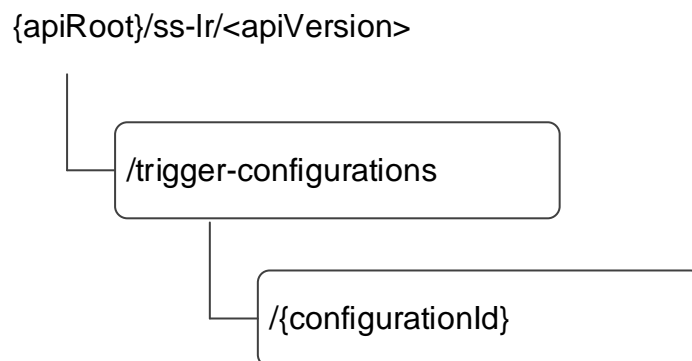 {apiRoot}/ss-lr/<apiVersion>
/trigger-configurations
/{configurationId}